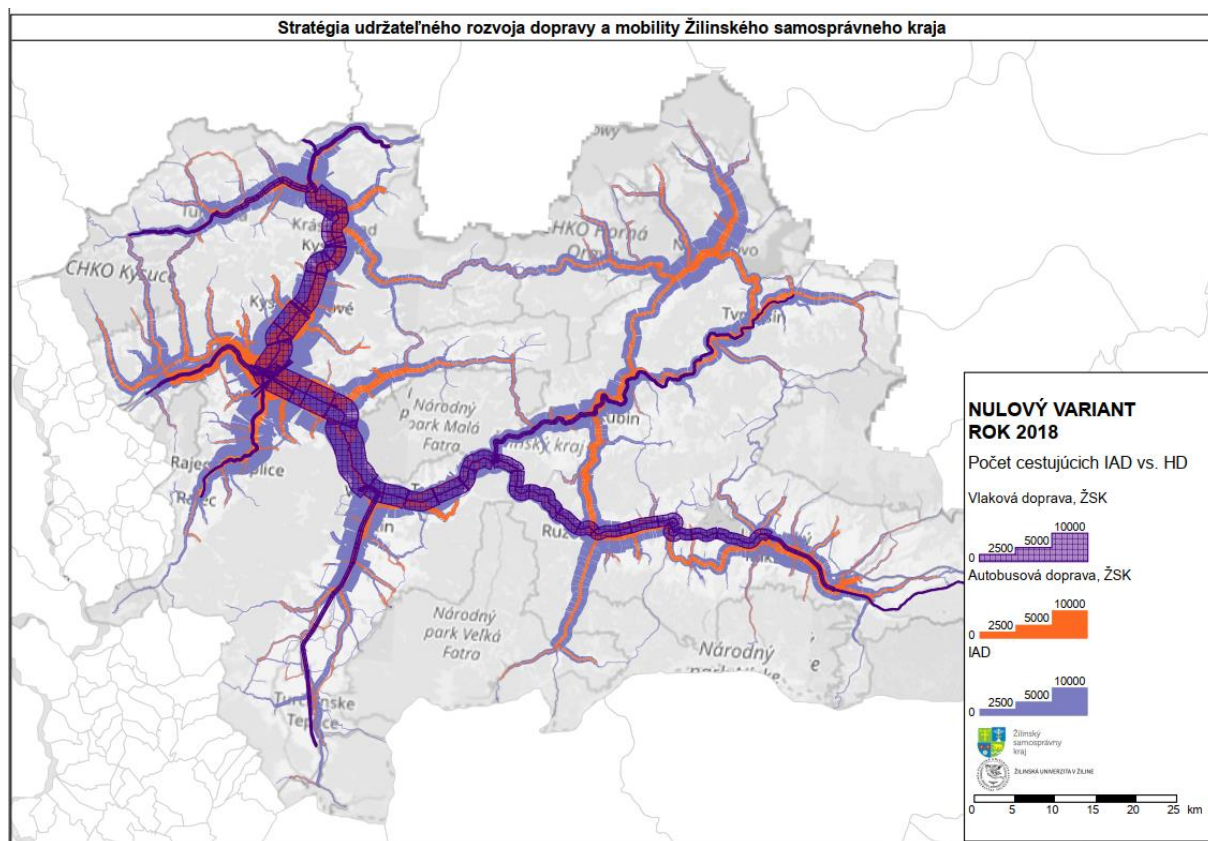 Stratégia udržateľného rozvoja dopravy a mobility Žilinského samosprávneho kraja
CHKO Kysuc
Národný
park Malá
Fatra
Rajec
Národný
park Veľká
Fatra
Národný
Turčianske
Teplice
NULOVÝ VARIANT
ROK 2018
Počet cestujúcich IAD vs. HD
Vlaková doprava, ŽSK
0 2500 5000 10000
Autobusová doprava, ŽSK
0 2500 5000 10000
IAD
0 2500 5000 10000
Žilinský
samosprávny
kraj
ŽILINSKÁ UNIVERZITA V ŽILINE
0 5 10 15 20 25 km